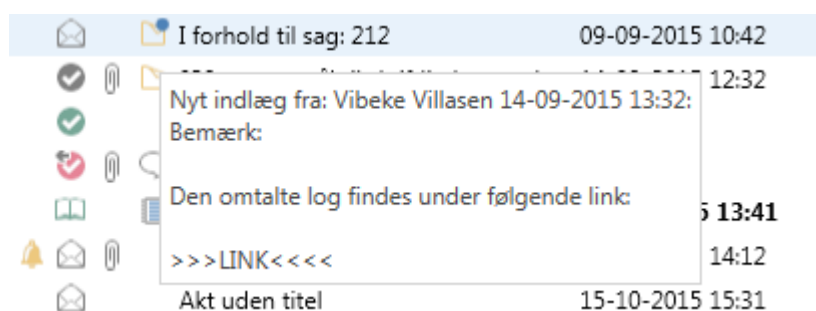 I forhold til sag: 212 09-09-2015 10:42
12:32
Nyt indlæg fra: Vibeke Villasen 14-09-2015 13:32:
Bemærk:
Den omtalte log findes under følgende link:
13:41
>>>LINK<<<<
14:12
Akt uden titel 15-10-2015 15:31